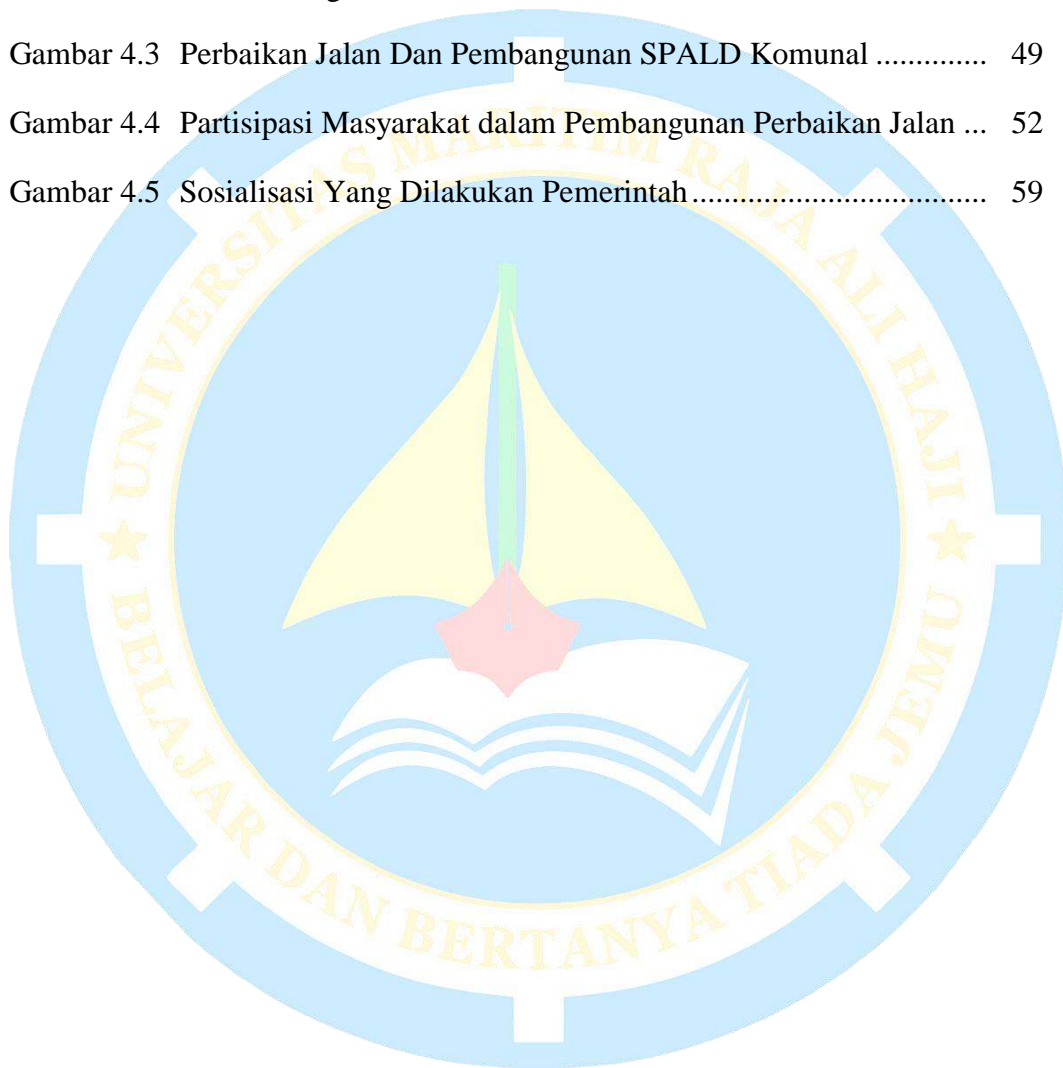 Gambar 4.3 Perbaikan Jalan Dan Pembangunan SPALD Komunal .............. 49
Gambar 4.4 Partisipasi Masyarakat dalam Pembangunan Perbaikan Jalan ... 52
Gambar 4.5 Sosialisasi Yang Dilakukan Pemerintah..................................... 59
UNIVERSITAS MARITIM RAJA ALI HAJI
BELAJAR DAN BERTANYA TIADA JEMU